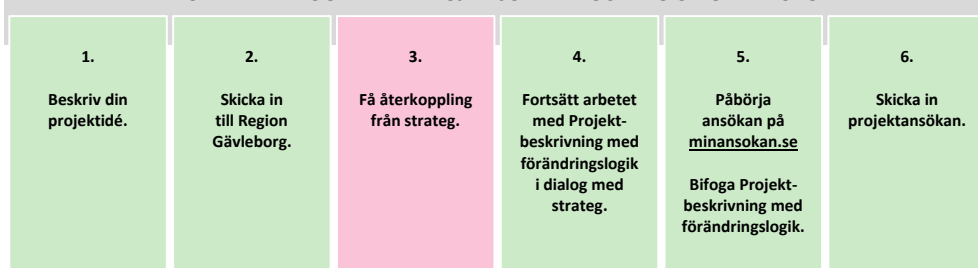 1.
Beskriv din
projektidé.
2.
Skicka in
till Region
Gävleborg.
3.
Få återkoppling
från strateg.
4.
Fortsätt arbetet
med Projekt-
beskrivning med
förändringslogik
i dialog med
strateg.
5.
Påbörja
ansökan på
minansokan.se
Bifoga Projekt-
beskrivning med
förändringslogik.
6.
Skicka in
projektansökan.